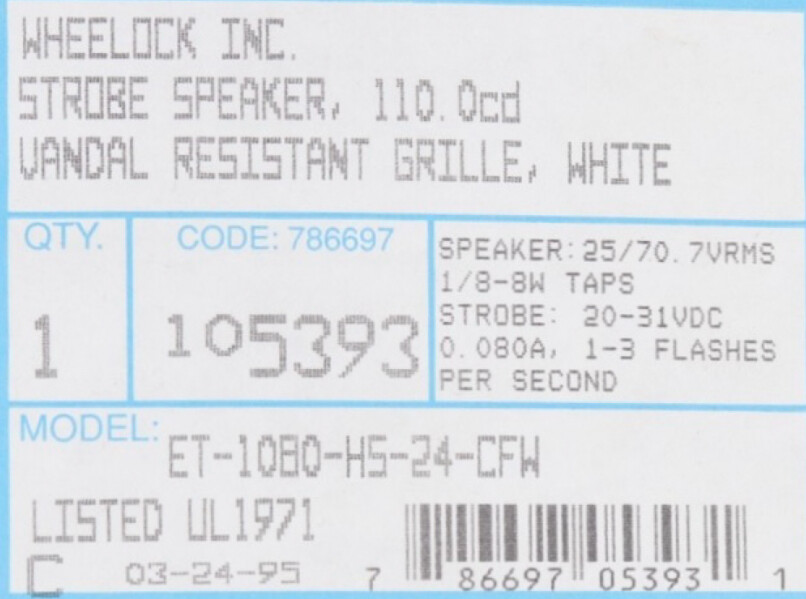 WHEELOCK INC.
STROBE SPEAKER, 110.0cd
VANDAL RESISTANT GRILLE, WHITE
QTY.
1
CODE: 786697
105393
SPEAKER:25/70.7VRMS
1/8-8W TAPS
STROBE: 20-31VDC
0.080A, 1-3 FLASHES
PER SECOND
MODEL: ET-1080-HS-24-CFW
LISTED UL1971
C 03-24-95
7 86697 05393 1